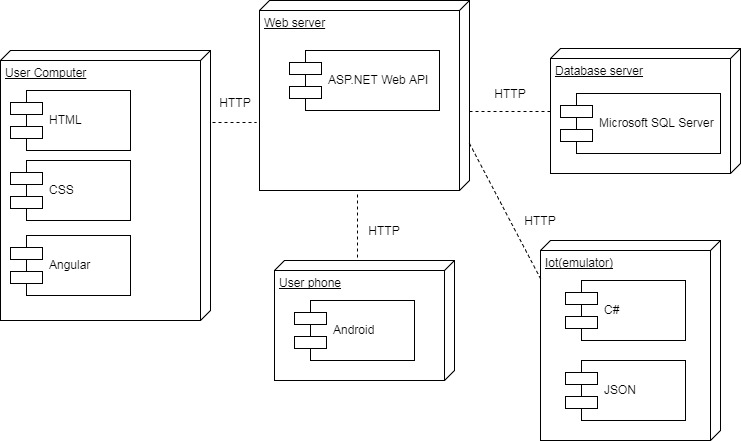 Web server
ASP.NET Web API
User Computer
HTML
CSS
Angular
HTTP
HTTP
Database server
Microsoft SQL Server
HTTP
User phone
Android
HTTP
Iot(emulator)
C#
JSON